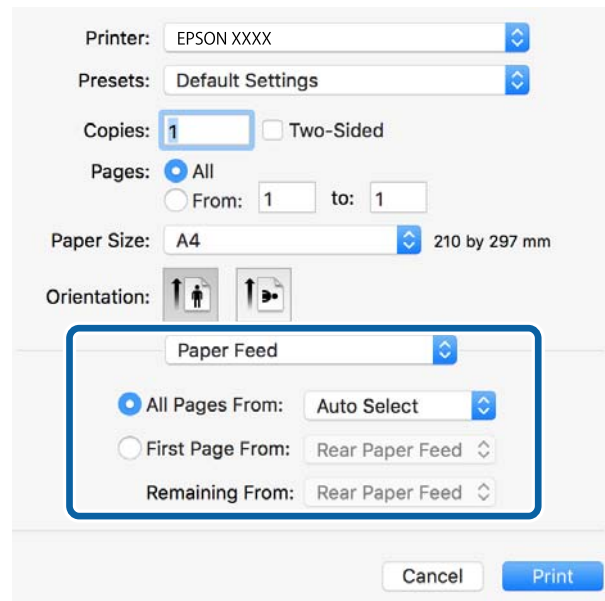 Printer: EPSON XXXX
Presets: Default Settings
Copies: 1 Two-Sided
Pages: All
From: 1 to: 1
Paper Size: A4 210 by 297 mm
Orientation:
Paper Feed
All Pages From: Auto Select
First Page From: Rear Paper Feed
Remaining From: Rear Paper Feed
Cancel Print